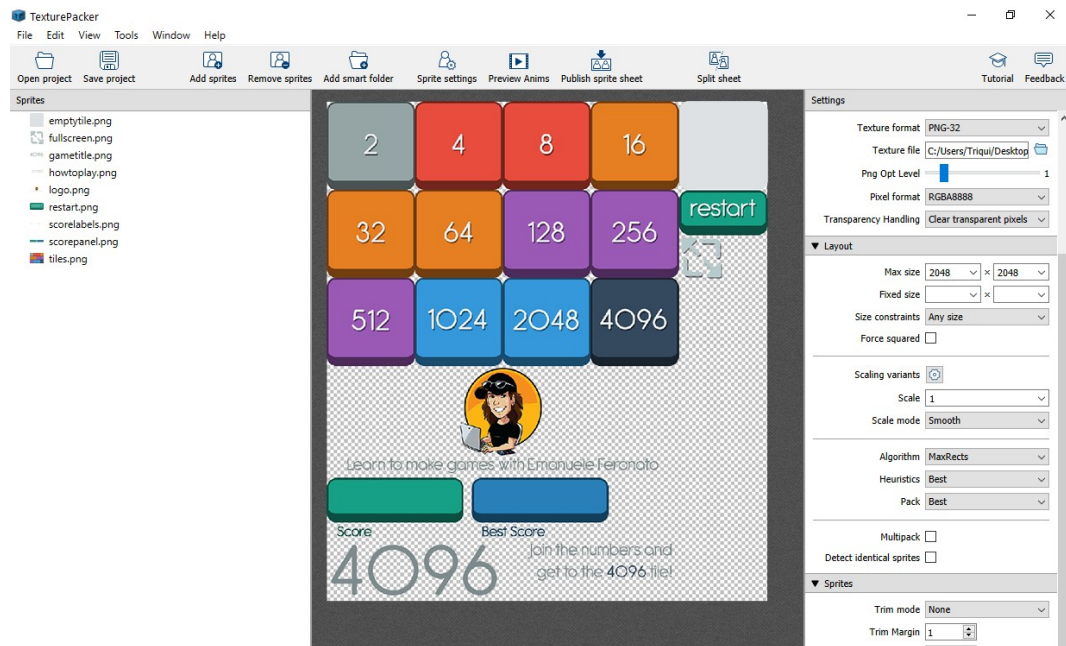 TexturePacker
File Edit View Tools Window Help
Open project Save project Add sprites Remove sprites Add smart folder Sprite settings Preview Anims Publish sprite sheet Split sheet Tutorial Feedback
Sprites
emptytile.png
fullscreen.png
gametitle.png
howtoplay.png
logo.png
restart.png
scorelabels.png
scorepanel.png
tiles.png
2 4 8 16
restart
32 64 128 256
512 1024 2048 4096
Learn to make games with Emanuele Feronato
Score Best Score
4096
Join the numbers and
get to the 4096 tile!
Settings
Texture format PNG-32
Texture file C:/Users/Triqui/Desktop
Png Opt Level 1
Pixel format RGBA8888
Transparency Handling Clear transparent pixels
▼ Layout
Max size 2048 × 2048
Fixed size ×
Size constraints Any size
Force squared
Scaling variants
Scale 1
Scale mode Smooth
Algorithm MaxRects
Heuristics Best
Pack Best
Multipack
Detect identical sprites
▼ Sprites
Trim mode None
Trim Margin 1